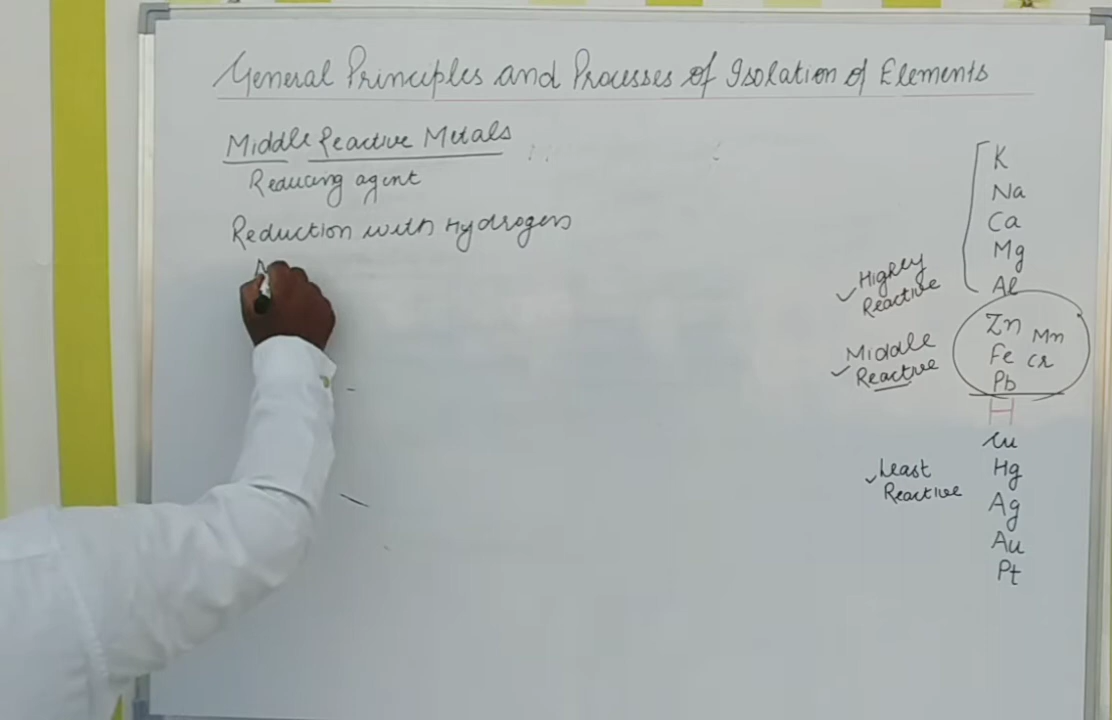 General Principles and Processes of Isolation of Elements
Middle Reactive Metals
Reducing agent
Reduction with Hydrogen
K
Na
Ca
Mg
Al
Highly
Reactive
Zn Mn
Middle
Reactive
Fe Cr
Pb
H
Cu
Least
Reactive
Hg
Ag
Au
Pt